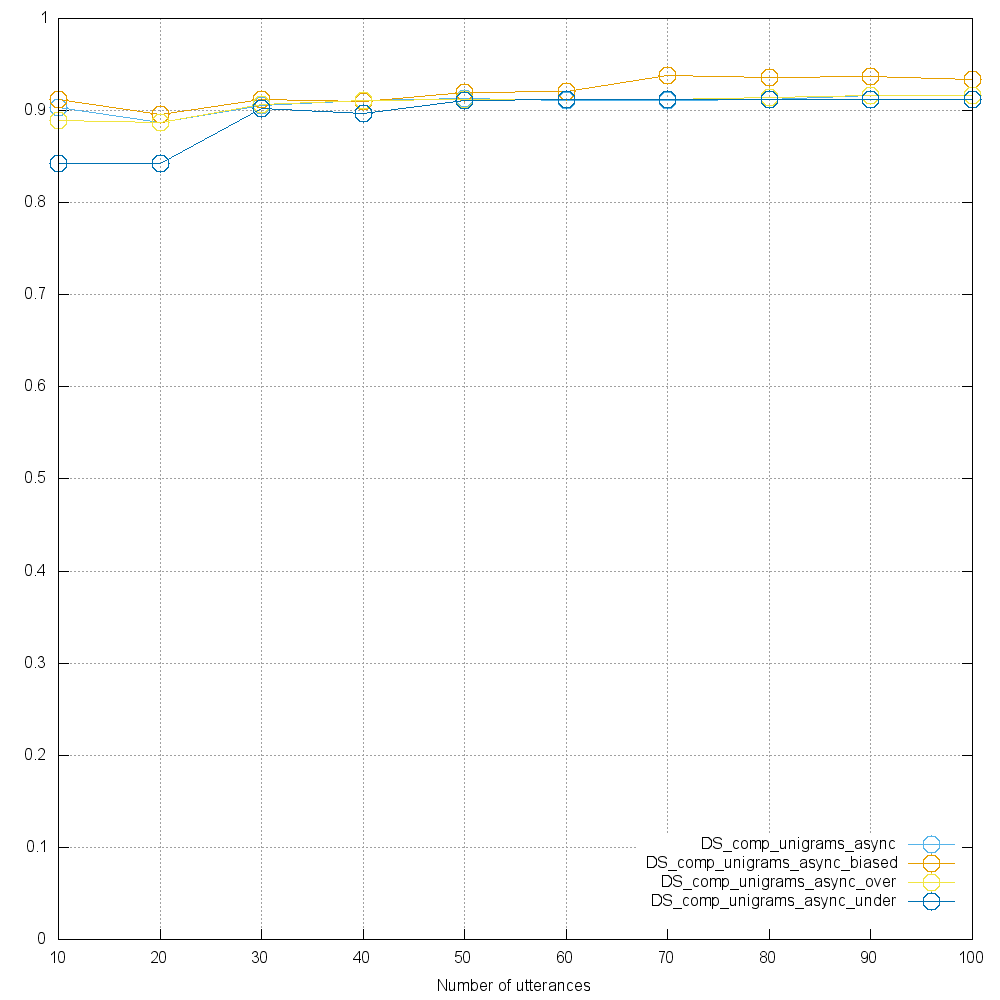 1
0.9
0.8
0.7
0.6
0.5
0.4
0.3
0.2
0.1
0
DS_comp_unigrams_async
DS_comp_unigrams_async_biased
DS_comp_unigrams_async_over
DS_comp_unigrams_async_under
10 20 30 40 50 60 70 80 90 100
Number of utterances